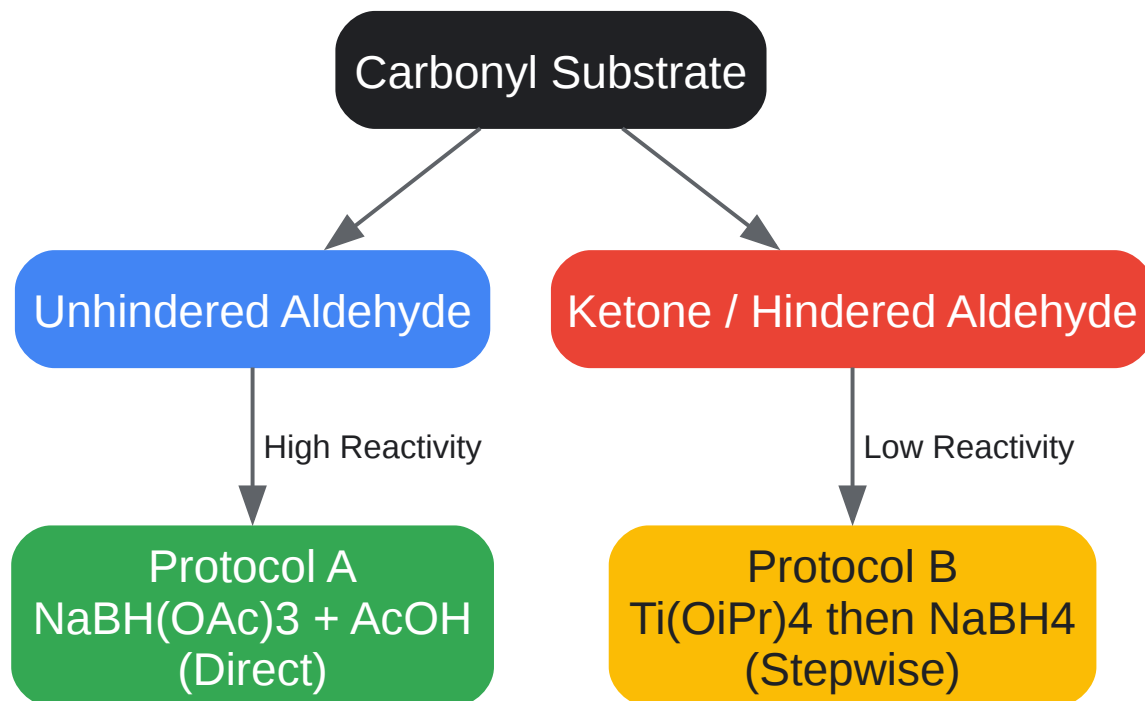 Carbonyl Substrate
Unhindered Aldehyde
Ketone / Hindered Aldehyde
High Reactivity
Low Reactivity
Protocol A
NaBH(OAc)3 + AcOH
(Direct)
Protocol B
Ti(OiPr)4 then NaBH4
(Stepwise)